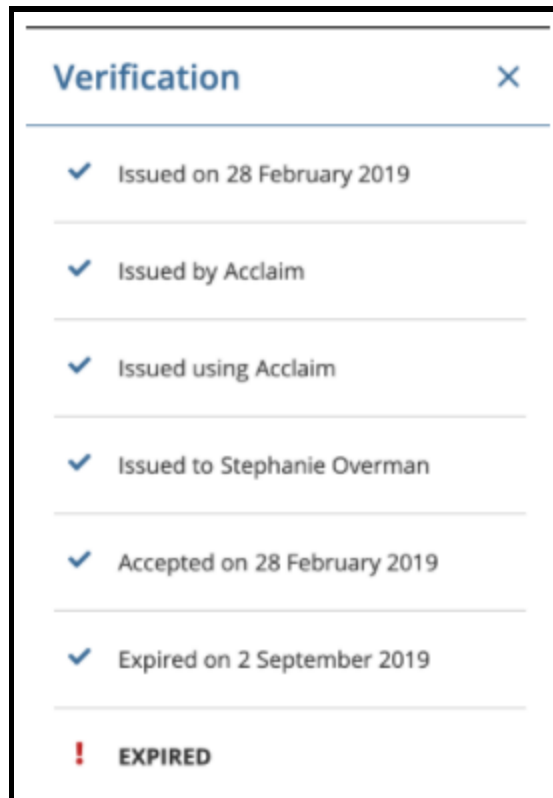 Verification
Issued on 28 February 2019
Issued by Acclaim
Issued using Acclaim
Issued to Stephanie Overman
Accepted on 28 February 2019
Expired on 2 September 2019
EXPIRED